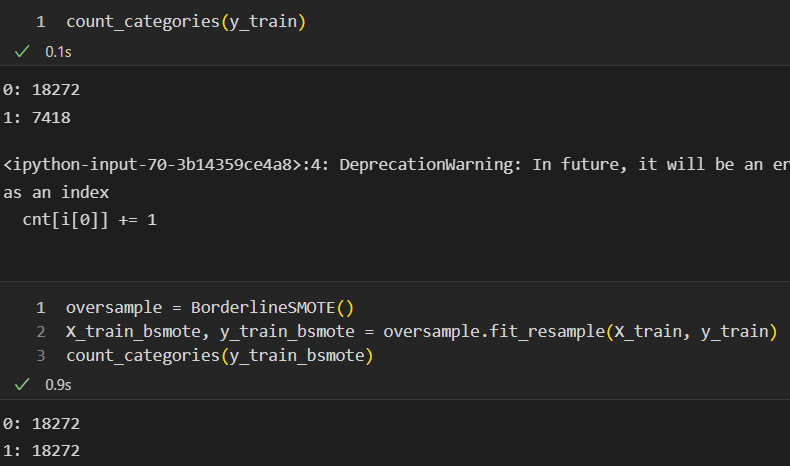 1 count_categories(y_train)
0.1s
0: 18272
1: 7418
<ipython-input-70-3b14359ce4a8>:4: DeprecationWarning: In future, it will be an
as an index
cnt[i[0]] += 1
1 oversample = BorderlineSMOTE()
2 X_train_bsmote, y_train_bsmote = oversample.fit_resample(X_train, y_train)
3 count_categories(y_train_bsmote)
0.9s
0: 18272
1: 18272